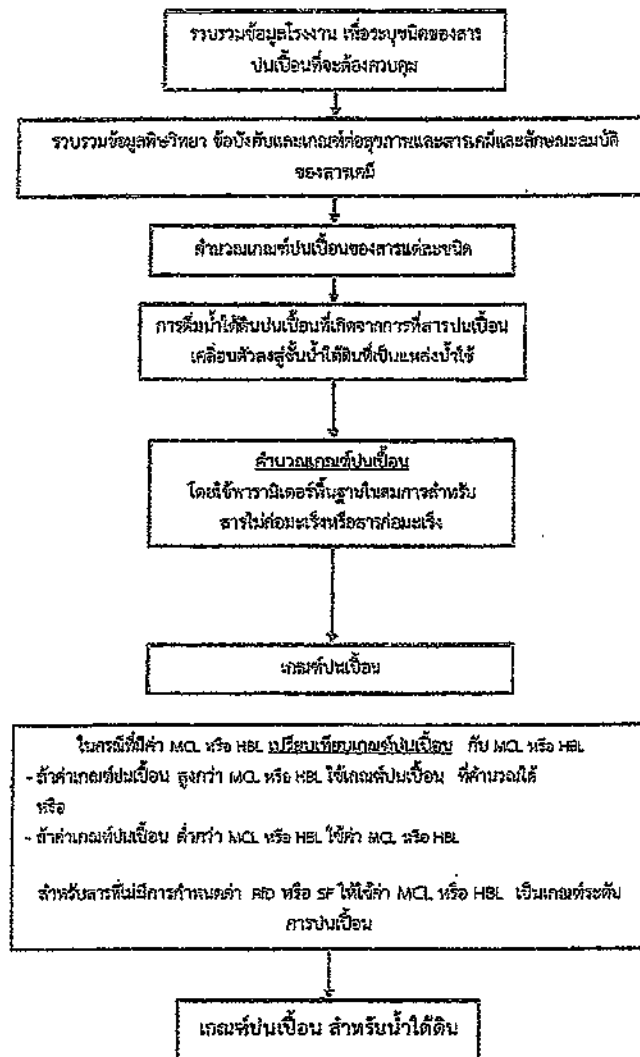 รวบรวมข้อมูลโรงงาน เพื่อระบุชนิดของสาร
ปนเปื้อนที่จะต้องควบคุม
รวบรวมข้อมูลพิษวิทยา ข้อบังคับและเกณฑ์ต่อสุขภาพและสารเคมีและลักษณะสมบัติ
ของสารเคมี
คำนวณเกณฑ์ปนเปื้อนของสารแต่ละชนิด
การดื่มน้ำใต้ดินปนเปื้อนที่เกิดจากการที่สารปนเปื้อน
เคลื่อนตัวลงสู่ชั้นน้ำใต้ดินที่เป็นแหล่งน้ำใช้
คำนวณเกณฑ์ปนเปื้อน
โดยใช้พารามิเตอร์พื้นฐานในสมการสำหรับ
สารไม่ก่อมะเร็งหรือสารก่อมะเร็ง
เกณฑ์ปนเปื้อน
ในกรณีที่มีค่า MCL หรือ HBL เปรียบเทียบเกณฑ์ปนเปื้อน กับ MCL หรือ HBL
- ถ้าค่าเกณฑ์ปนเปื้อน สูงกว่า MCL หรือ HBL ใช้เกณฑ์ปนเปื้อน ที่คำนวณได้
หรือ
- ถ้าค่าเกณฑ์ปนเปื้อน ต่ำกว่า MCL หรือ HBL ใช้ค่า MCL หรือ HBL
สำหรับสารที่ไม่มีการกำหนดค่า RfD หรือ SF ให้ใช้ค่า MCL หรือ HBL เป็นเกณฑ์ระดับ
การปนเปื้อน
เกณฑ์ปนเปื้อน สำหรับน้ำใต้ดิน